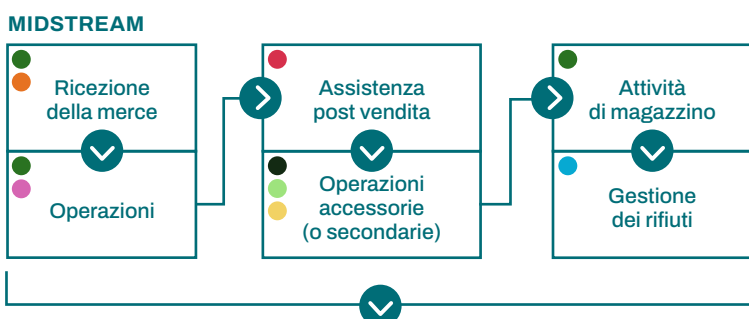 MIDSTREAM
Ricezione
della merce
Operazioni
Assistenza
post vendita
Operazioni
accessorie
(o secondarie)
Attività
di magazzino
Gestione
dei rifiuti